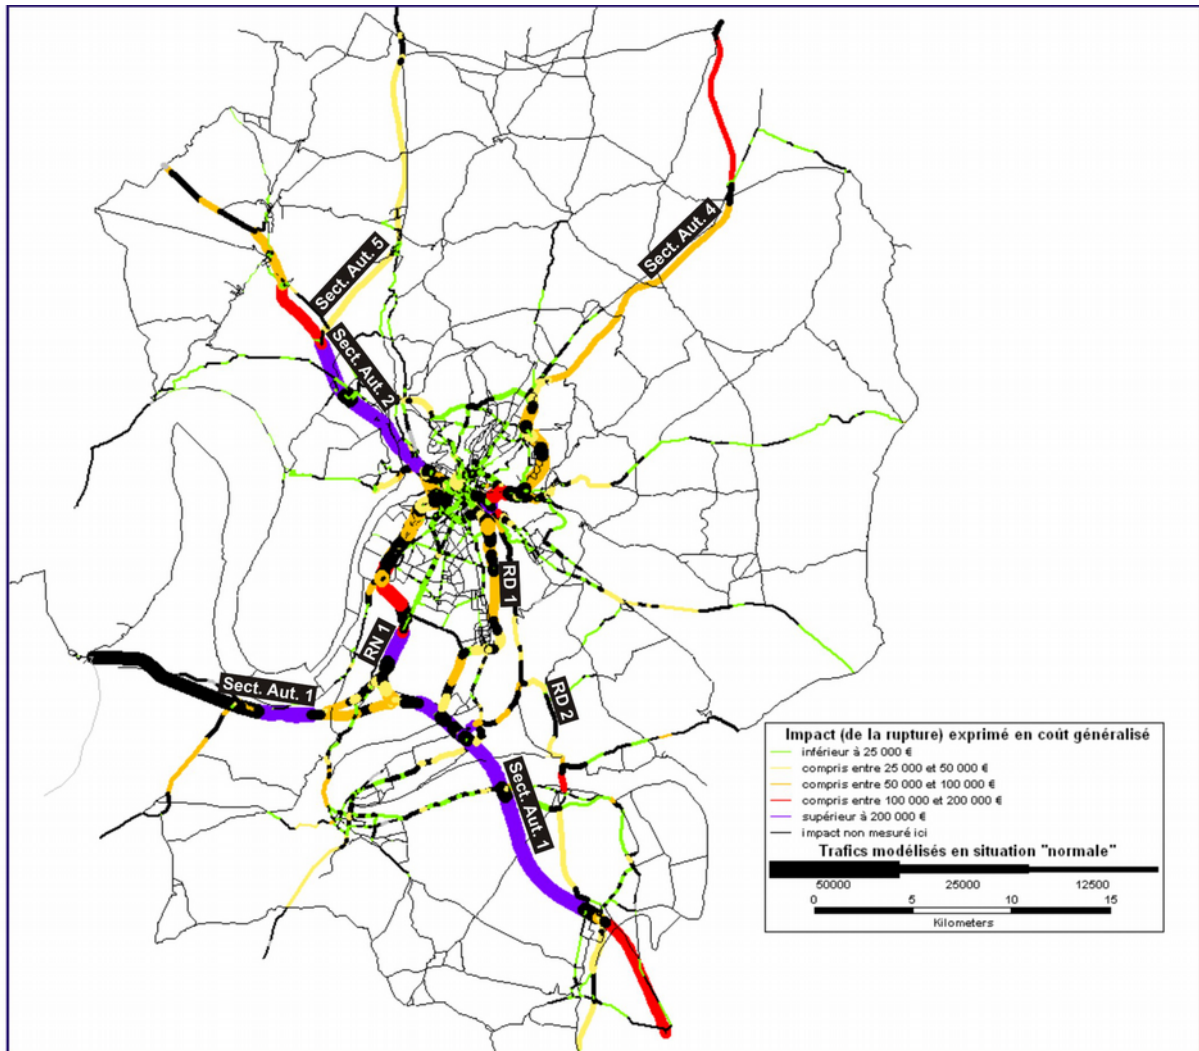 Sect. Aut. 5
Sect. Aut. 4
Sect. Aut. 2
RD 1
RN 1
Sect. Aut. 1
RD 2
Sect. Aut. 1
Impact (de la rupture) exprimé en coût généralisé
inférieur à 25 000 €
compris entre 25 000 et 50 000 €
compris entre 50 000 et 100 000 €
compris entre 100 000 et 200 000 €
supérieur à 200 000 €
impact non mesuré ici
Trafics modélisés en situation "normale"
50000 25000 12500
0 5 10 15
Kilometers